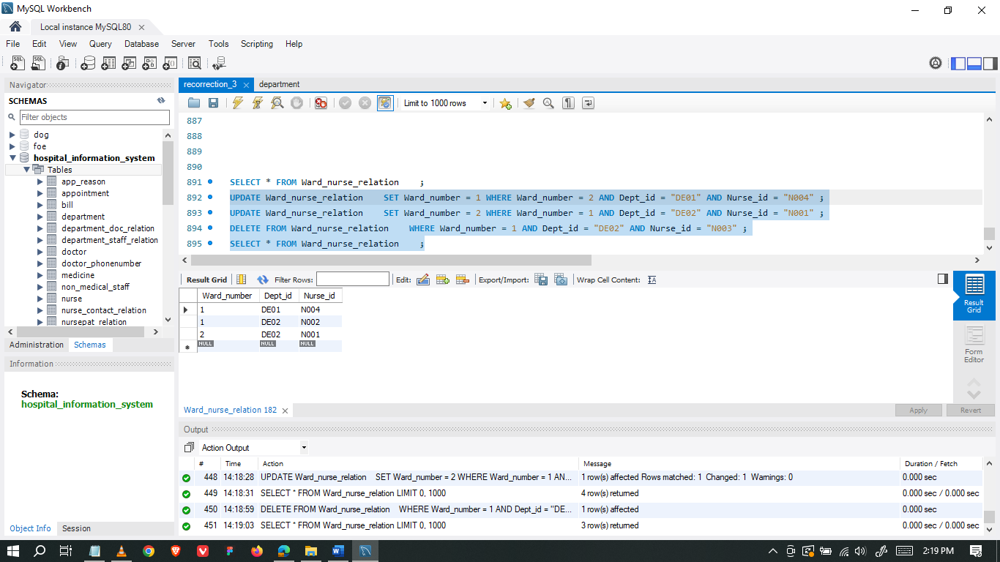 MySQL Workbench
Local instance MySQL80
File Edit View Query Database Server Tools Scripting Help
Navigator
SCHEMAS
Filter objects
dog
foe
hospital_information_system
Tables
app_reason
appointment
bill
department
department_doc_relation
department_staff_relation
doctor
doctor_phonenumber
medicine
non_medical_staff
nurse
nurse_contact_relation
nursepat_relation
Administration Schemas
Information
Schema:
hospital_information_system
Object Info Session
recorrection_3 department
Limit to 1000 rows
887
888
889
890
891 SELECT * FROM Ward_nurse_relation ;
892 UPDATE Ward_nurse_relation SET Ward_number = 1 WHERE Ward_number = 2 AND Dept_id = "DE01" AND Nurse_id = "N004" ;
893 UPDATE Ward_nurse_relation SET Ward_number = 2 WHERE Ward_number = 1 AND Dept_id = "DE02" AND Nurse_id = "N001" ;
894 DELETE FROM Ward_nurse_relation WHERE Ward_number = 1 AND Dept_id = "DE02" AND Nurse_id = "N003" ;
895 SELECT * FROM Ward_nurse_relation ;
Result Grid Filter Rows: Edit: Export/Import: Wrap Cell Content:
Ward_number Dept_id Nurse_id
1 DE01 N004
1 DE02 N002
2 DE02 N001
NULL NULL NULL
Result
Grid
Form
Editor
Ward_nurse_relation 182
Apply Revert
Output
Action Output
# Time Action Message Duration / Fetch
448 14:18:28 UPDATE Ward_nurse_relation SET Ward_number = 2 WHERE Ward_number = 1 AN... 1 row(s) affected Rows matched: 1 Changed: 1 Warnings: 0 0.000 sec
449 14:18:31 SELECT * FROM Ward_nurse_relation LIMIT 0, 1000 4 row(s) returned 0.000 sec / 0.000 sec
450 14:18:59 DELETE FROM Ward_nurse_relation WHERE Ward_number = 1 AND Dept_id = "DE... 1 row(s) affected 0.000 sec
451 14:19:03 SELECT * FROM Ward_nurse_relation LIMIT 0, 1000 3 row(s) returned 0.000 sec / 0.000 sec
2:19 PM